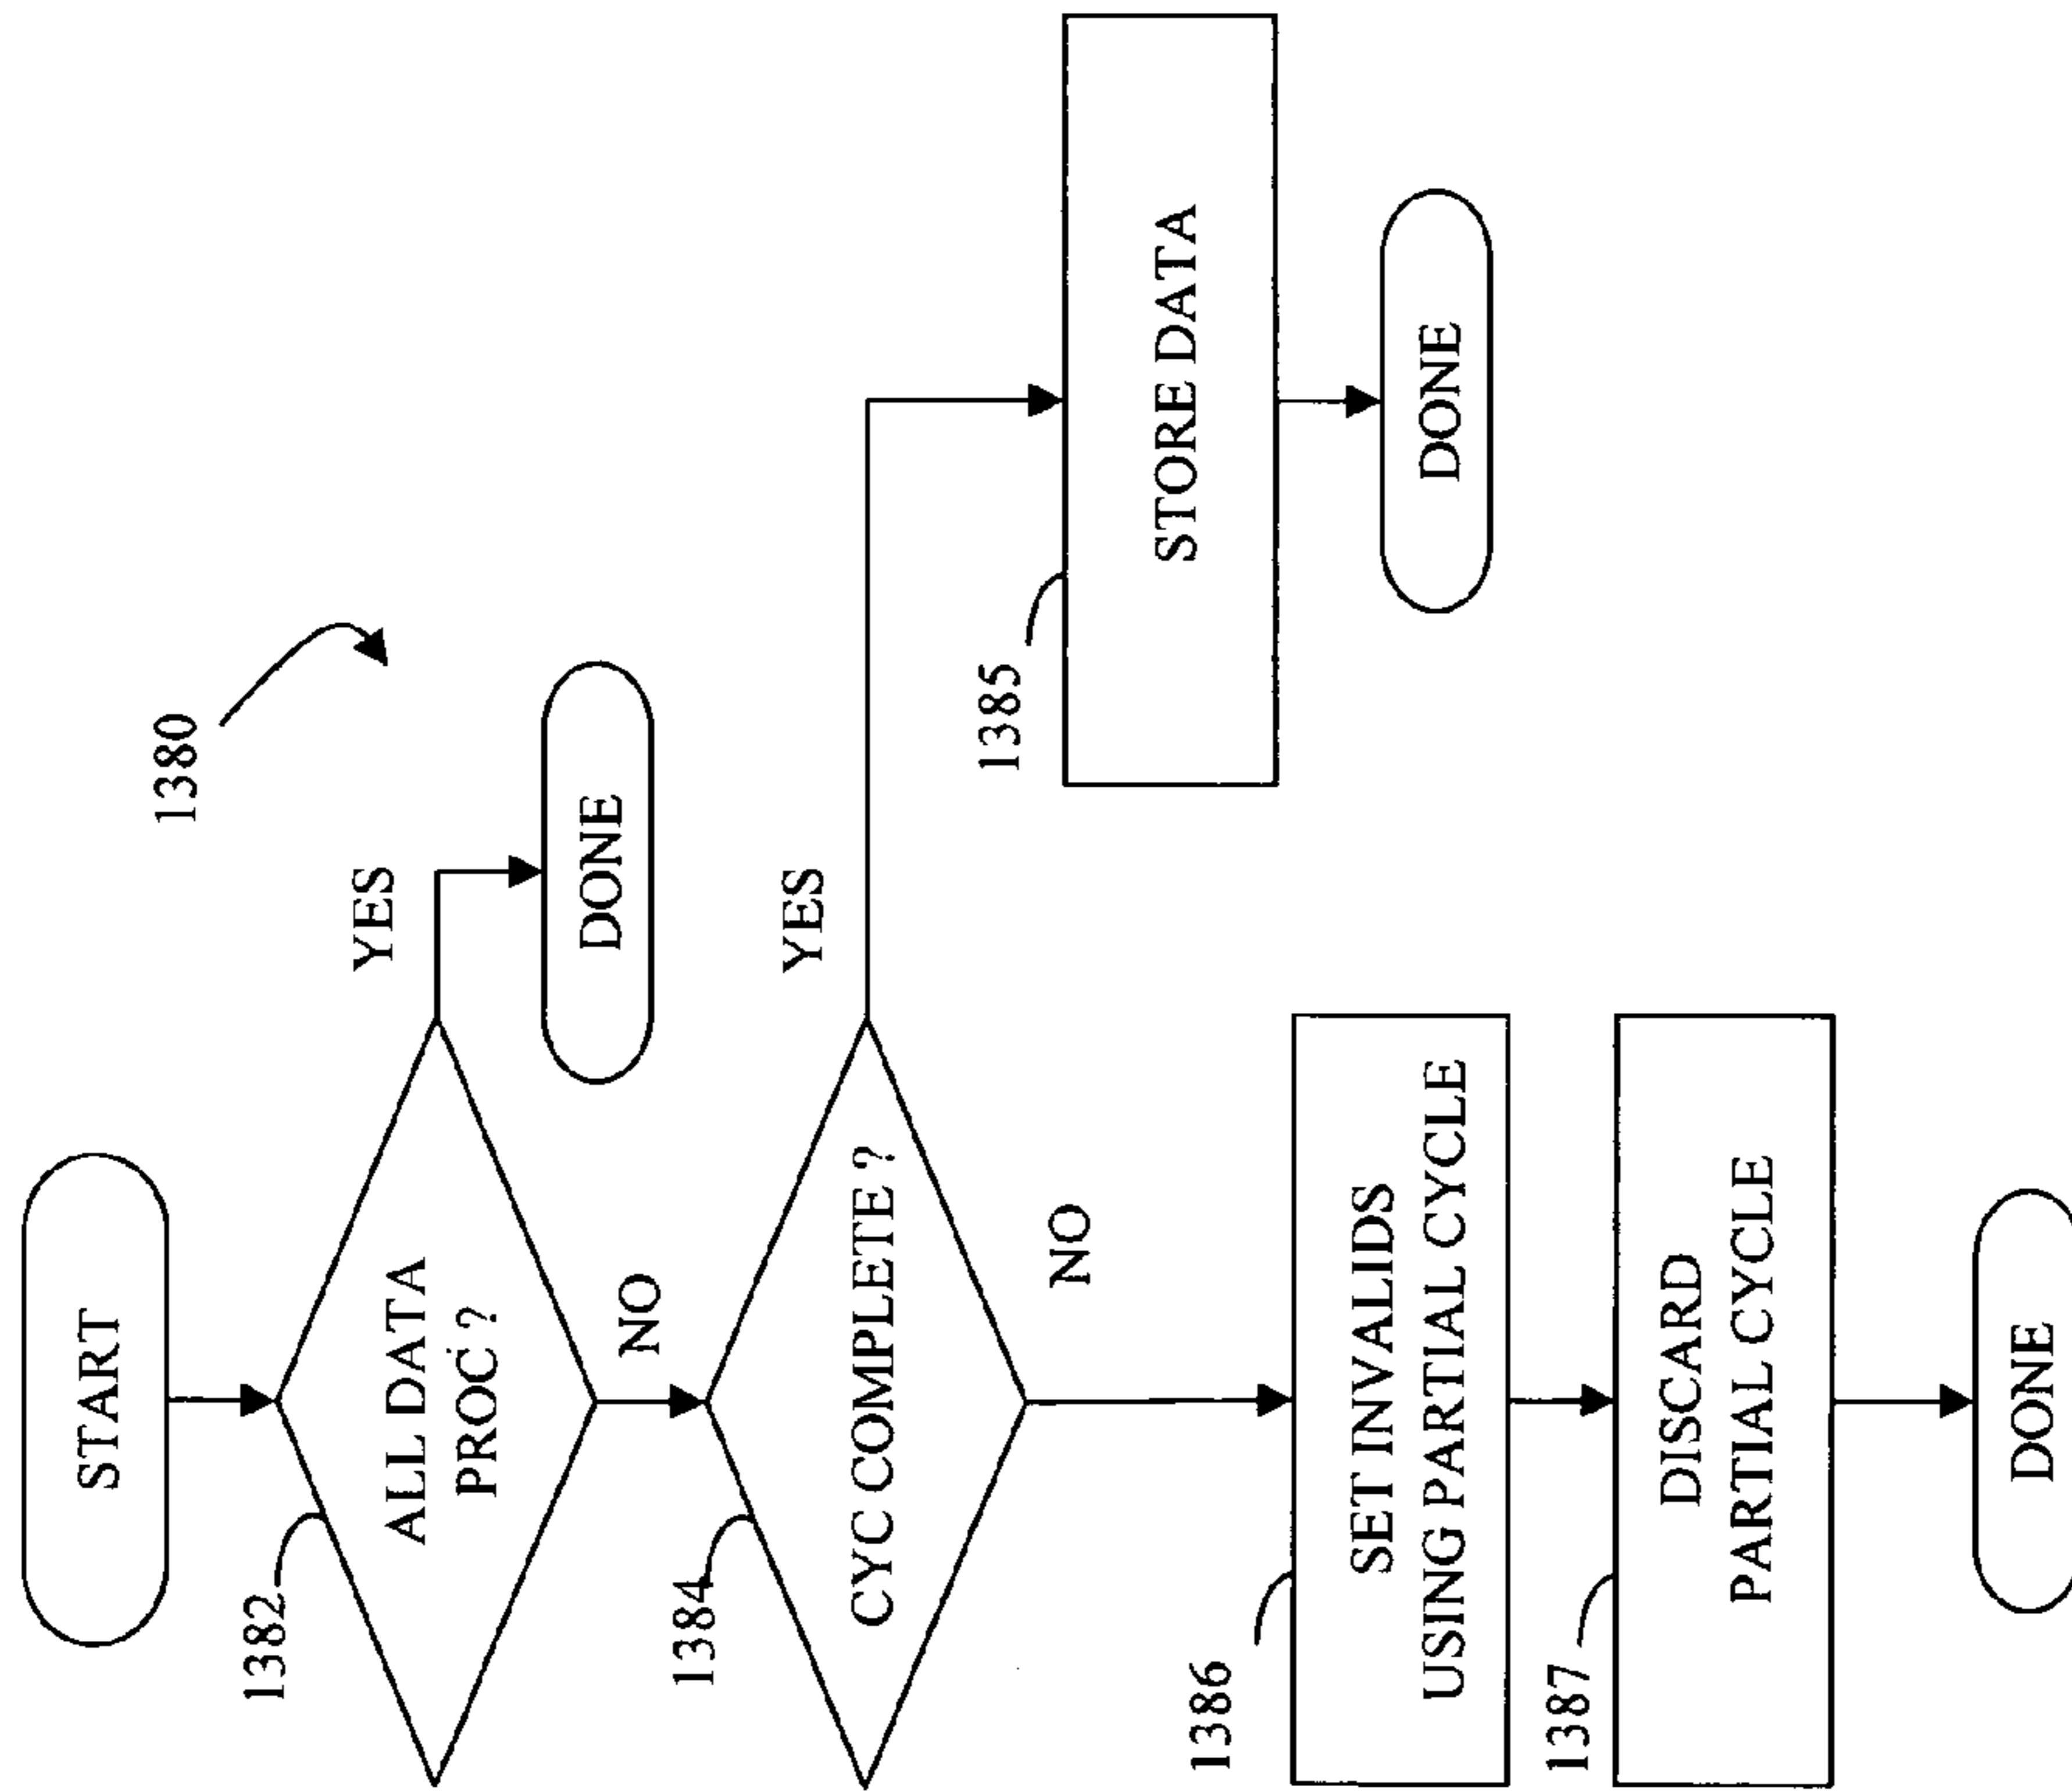 1380
START
1382
ALL DATA
PROC ?
YES
DONE
NO
1384
CYC COMPLETE ?
YES
1385
STORE DATA
DONE
NO
1386
SET INVALIDS
USING PARTIAL CYCLE
1387
DISCARD
PARTIAL CYCLE
DONE